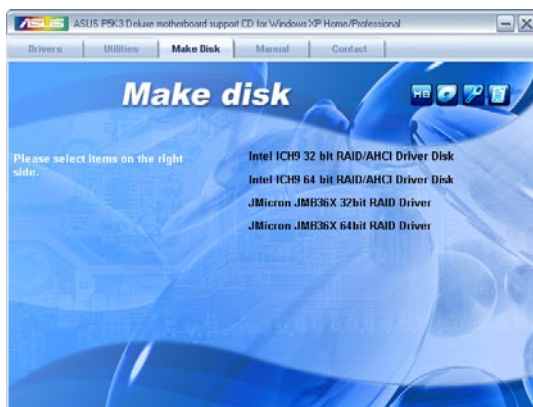 ASUS ASUS P5K3 Deluxe motherboard support CD for Windows XP Home/Professional
Drivers Utilities Make Disk Manual Contact
Make disk
MB
Please select items on the right
side.
Intel ICH9 32 bit RAID/AHCI Driver Disk
Intel ICH9 64 bit RAID/AHCI Driver Disk
JMicron JMB36X 32bit RAID Driver
JMicron JMB36X 64bit RAID Driver